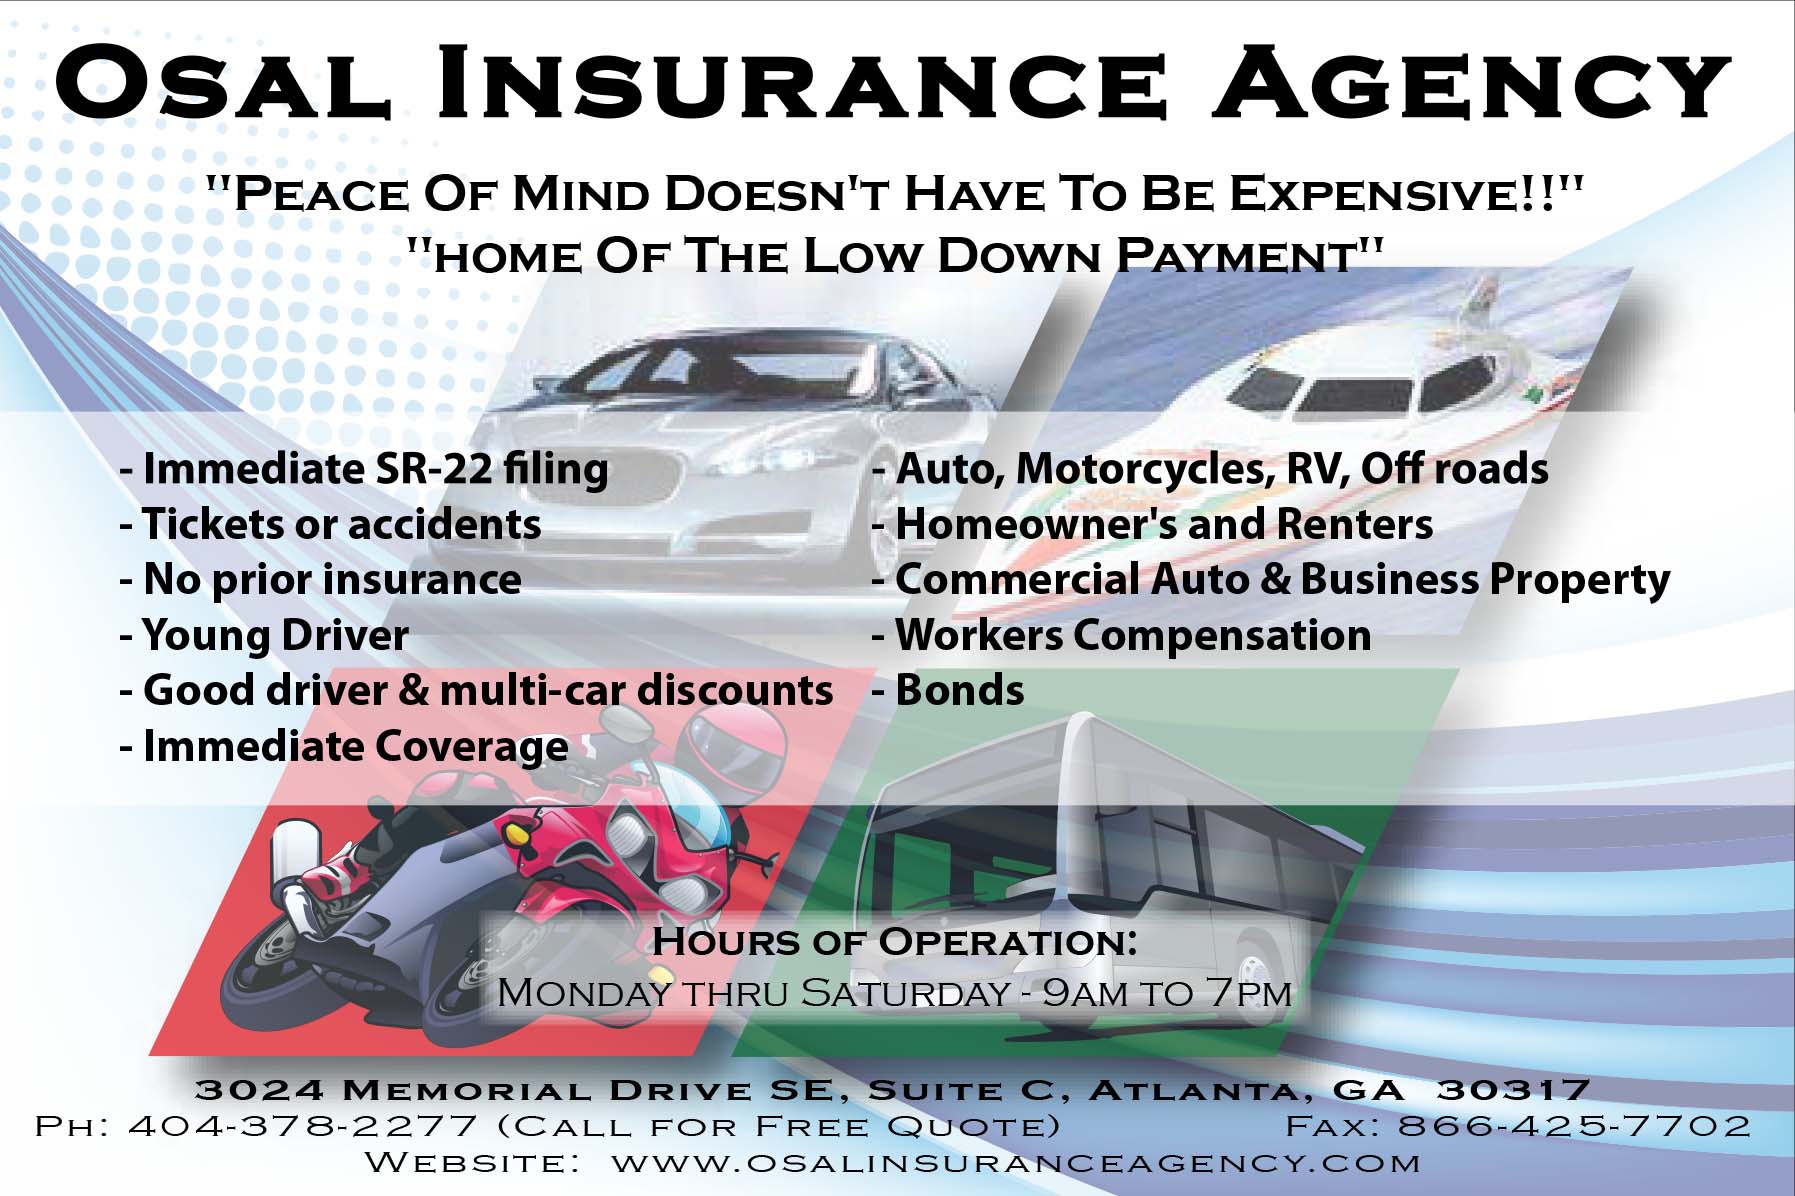 Osal Insurance Agency
"Peace Of Mind Doesn't Have To Be Expensive!!"
"home Of The Low Down Payment"
- Immediate SR-22 filing
- Tickets or accidents
- No prior insurance
- Young Driver
- Good driver & multi-car discounts
- Immediate Coverage
- Auto, Motorcycles, RV, Off roads
- Homeowner's and Renters
- Commercial Auto & Business Property
- Workers Compensation
- Bonds
Hours of Operation:
Monday thru Saturday - 9am to 7pm
3024 Memorial Drive SE, Suite C, Atlanta, GA 30317
Ph: 404-378-2277 (Call for Free Quote) Fax: 866-425-7702
Website: www.osalinsuranceagency.com